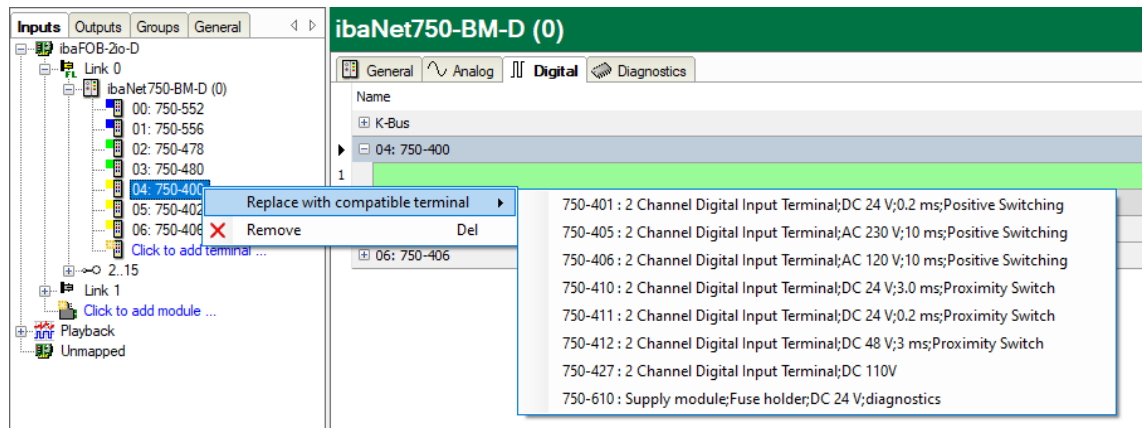 Inputs Outputs Groups General
ibaFOB-2io-D
Link 0
ibaNet750-BM-D (0)
00: 750-552
01: 750-556
02: 750-478
03: 750-480
04: 750-400
05: 750-402
06: 750-406
Click to add terminal ...
2..15
Link 1
Click to add module ...
Playback
Unmapped
ibaNet750-BM-D (0)
General Analog Digital Diagnostics
Name
K-Bus
04: 750-400
1
06: 750-406
Replace with compatible terminal
Remove Del
750-401 : 2 Channel Digital Input Terminal;DC 24 V;0.2 ms;Positive Switching
750-405 : 2 Channel Digital Input Terminal;AC 230 V;10 ms;Positive Switching
750-406 : 2 Channel Digital Input Terminal;AC 120 V;10 ms;Positive Switching
750-410 : 2 Channel Digital Input Terminal;DC 24 V;3.0 ms;Proximity Switch
750-411 : 2 Channel Digital Input Terminal;DC 24 V;0.2 ms;Proximity Switch
750-412 : 2 Channel Digital Input Terminal;DC 48 V;3 ms;Proximity Switch
750-427 : 2 Channel Digital Input Terminal;DC 110V
750-610 : Supply module;Fuse holder;DC 24 V;diagnostics